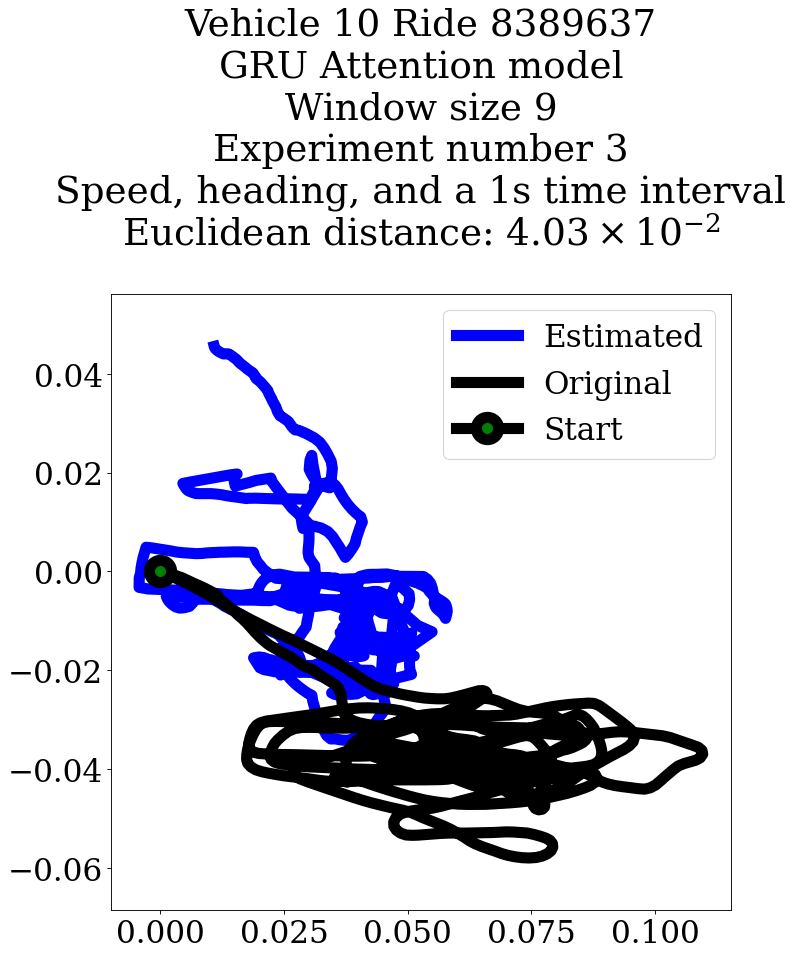 Vehicle 10 Ride 8389637
GRU Attention model
Window size 9
Experiment number 3
Speed, heading, and a 1s time interval
Euclidean distance: 4.03 × 10⁻²
Estimated
Original
Start
0.04
0.02
0.00
−0.02
−0.04
−0.06
0.000 0.025 0.050 0.075 0.100